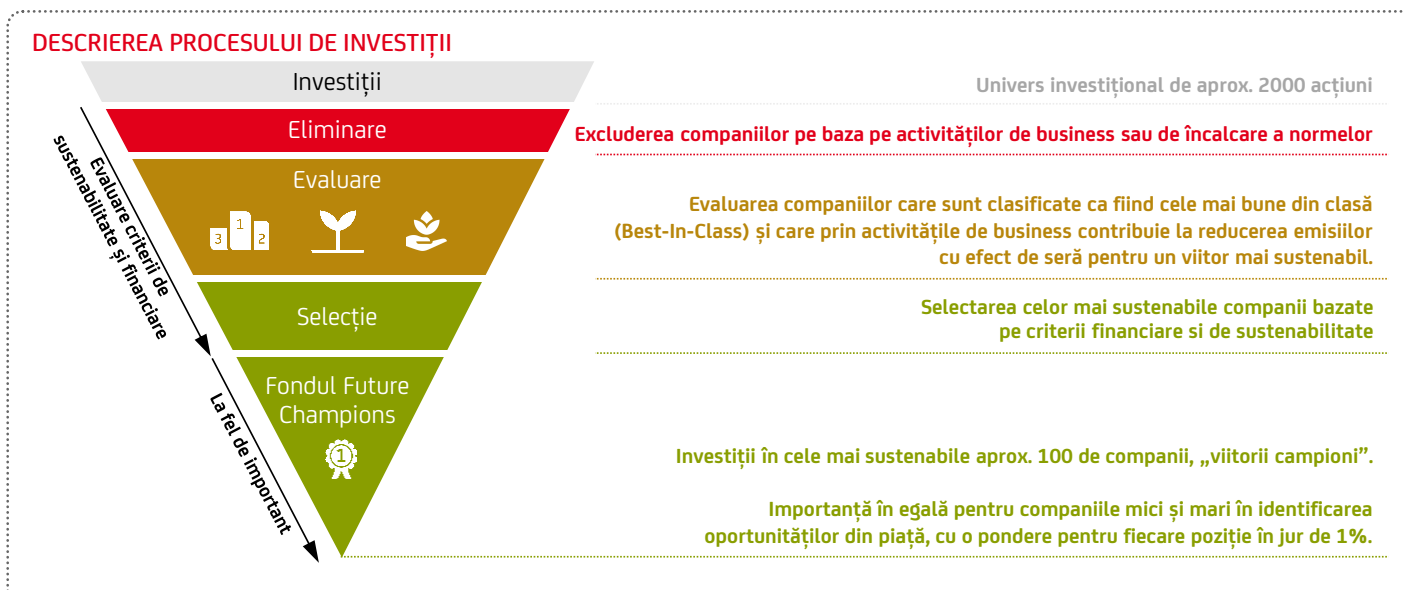 DESCRIEREA PROCESULUI DE INVESTIȚII
Investiții
Univers investițional de aprox. 2000 acțiuni
Eliminare
Excluderea companiilor pe baza pe activităților de business sau de încalcare a normelor
Evaluare
3 1 2
Evaluarea companiilor care sunt clasificate ca fiind cele mai bune din clasă
(Best-In-Class) și care prin activitățile de business contribuie la reducerea emisiilor
cu efect de seră pentru un viitor mai sustenabil.
Evaluare criterii de
sustenabilitate și financiare
Selecție
Selectarea celor mai sustenabile companii bazate
pe criterii financiare si de sustenabilitate
Fondul Future
Champions
1
La fel de important
Investiții în cele mai sustenabile aprox. 100 de companii, „viitorii campioni”.
Importanță în egală pentru companiile mici și mari în identificarea
oportunităților din piață, cu o pondere pentru fiecare poziție în jur de 1%.